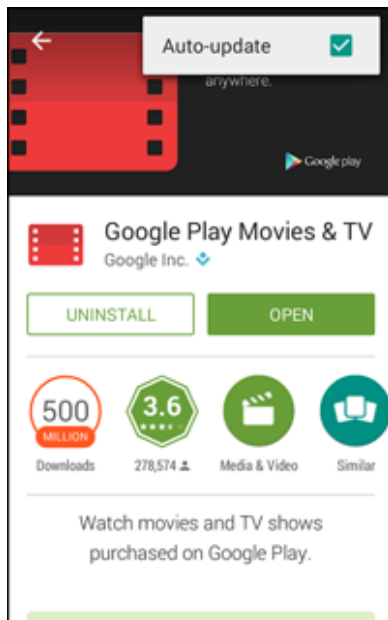 Auto-update
anywhere.
Google play
Google Play Movies & TV
Google Inc.
UNINSTALL
OPEN
500
MILLION
Downloads
3.6
278,574
Media & Video
Similar
Watch movies and TV shows
purchased on Google Play.